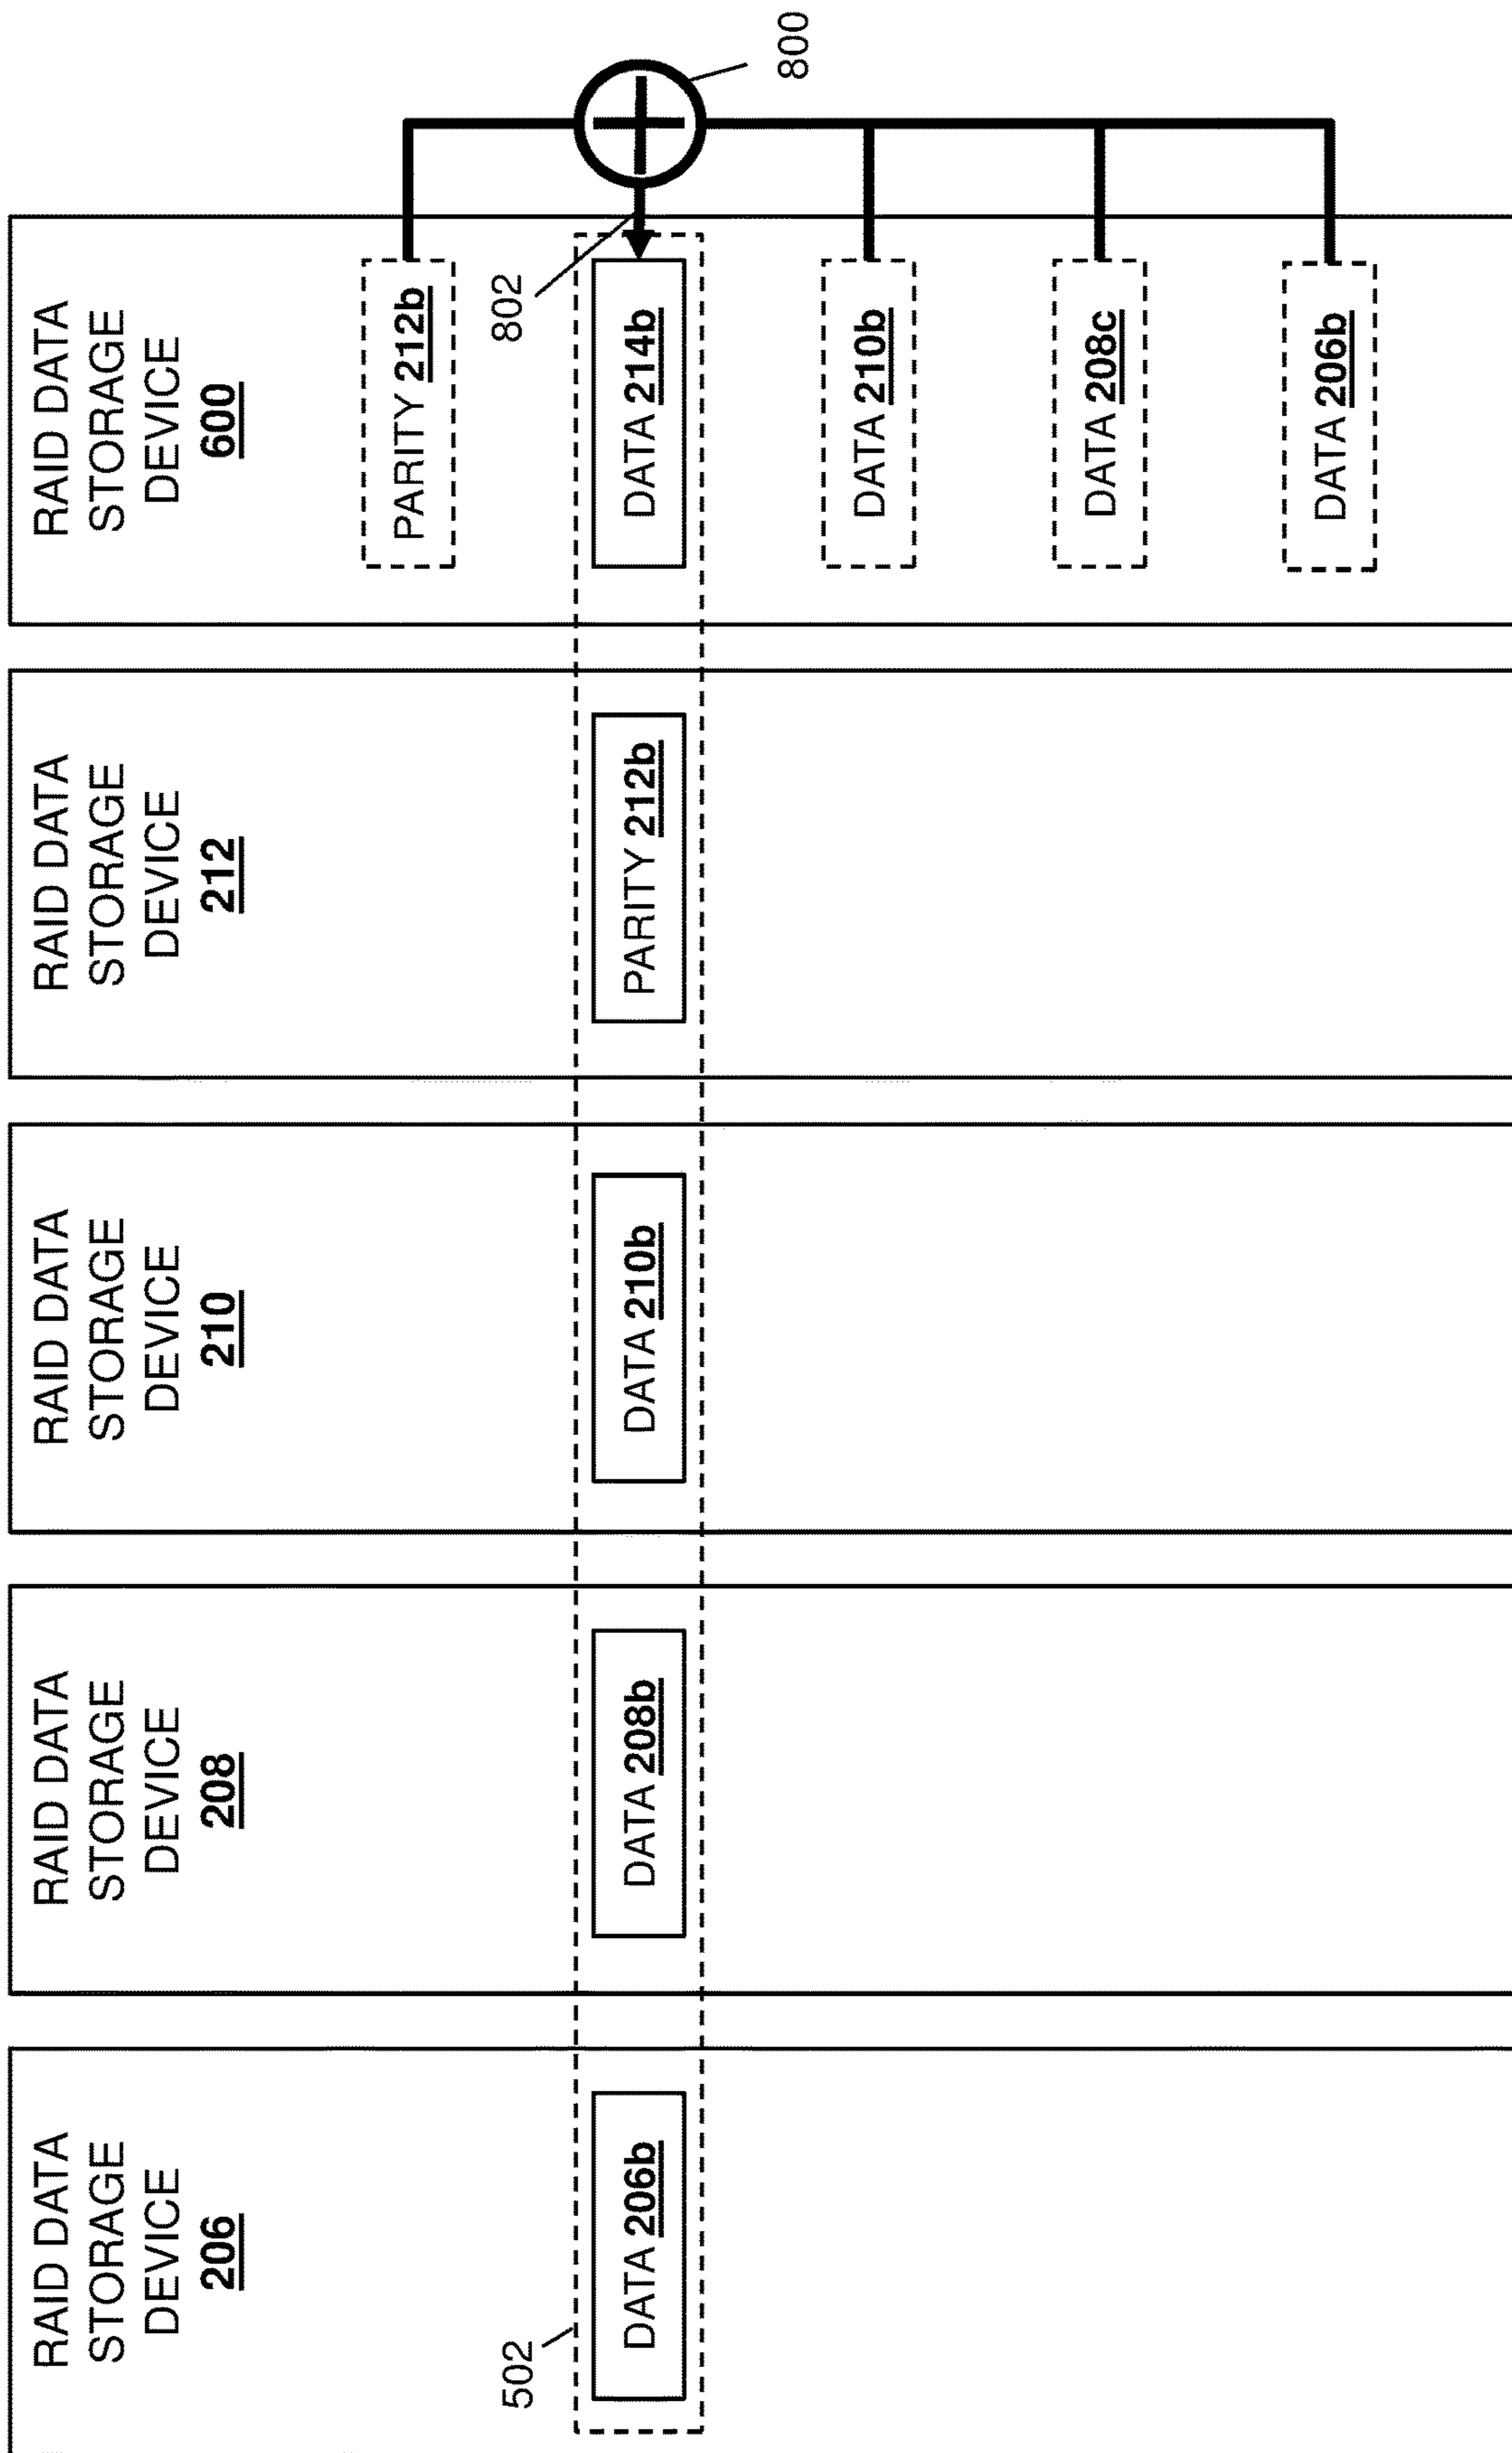 RAID DATA
STORAGE
DEVICE
206
RAID DATA
STORAGE
DEVICE
208
RAID DATA
STORAGE
DEVICE
210
RAID DATA
STORAGE
DEVICE
212
RAID DATA
STORAGE
DEVICE
600
PARITY 212b
502
802
800
DATA 206b
DATA 208b
DATA 210b
PARITY 212b
DATA 214b
DATA 210b
DATA 208c
DATA 206b